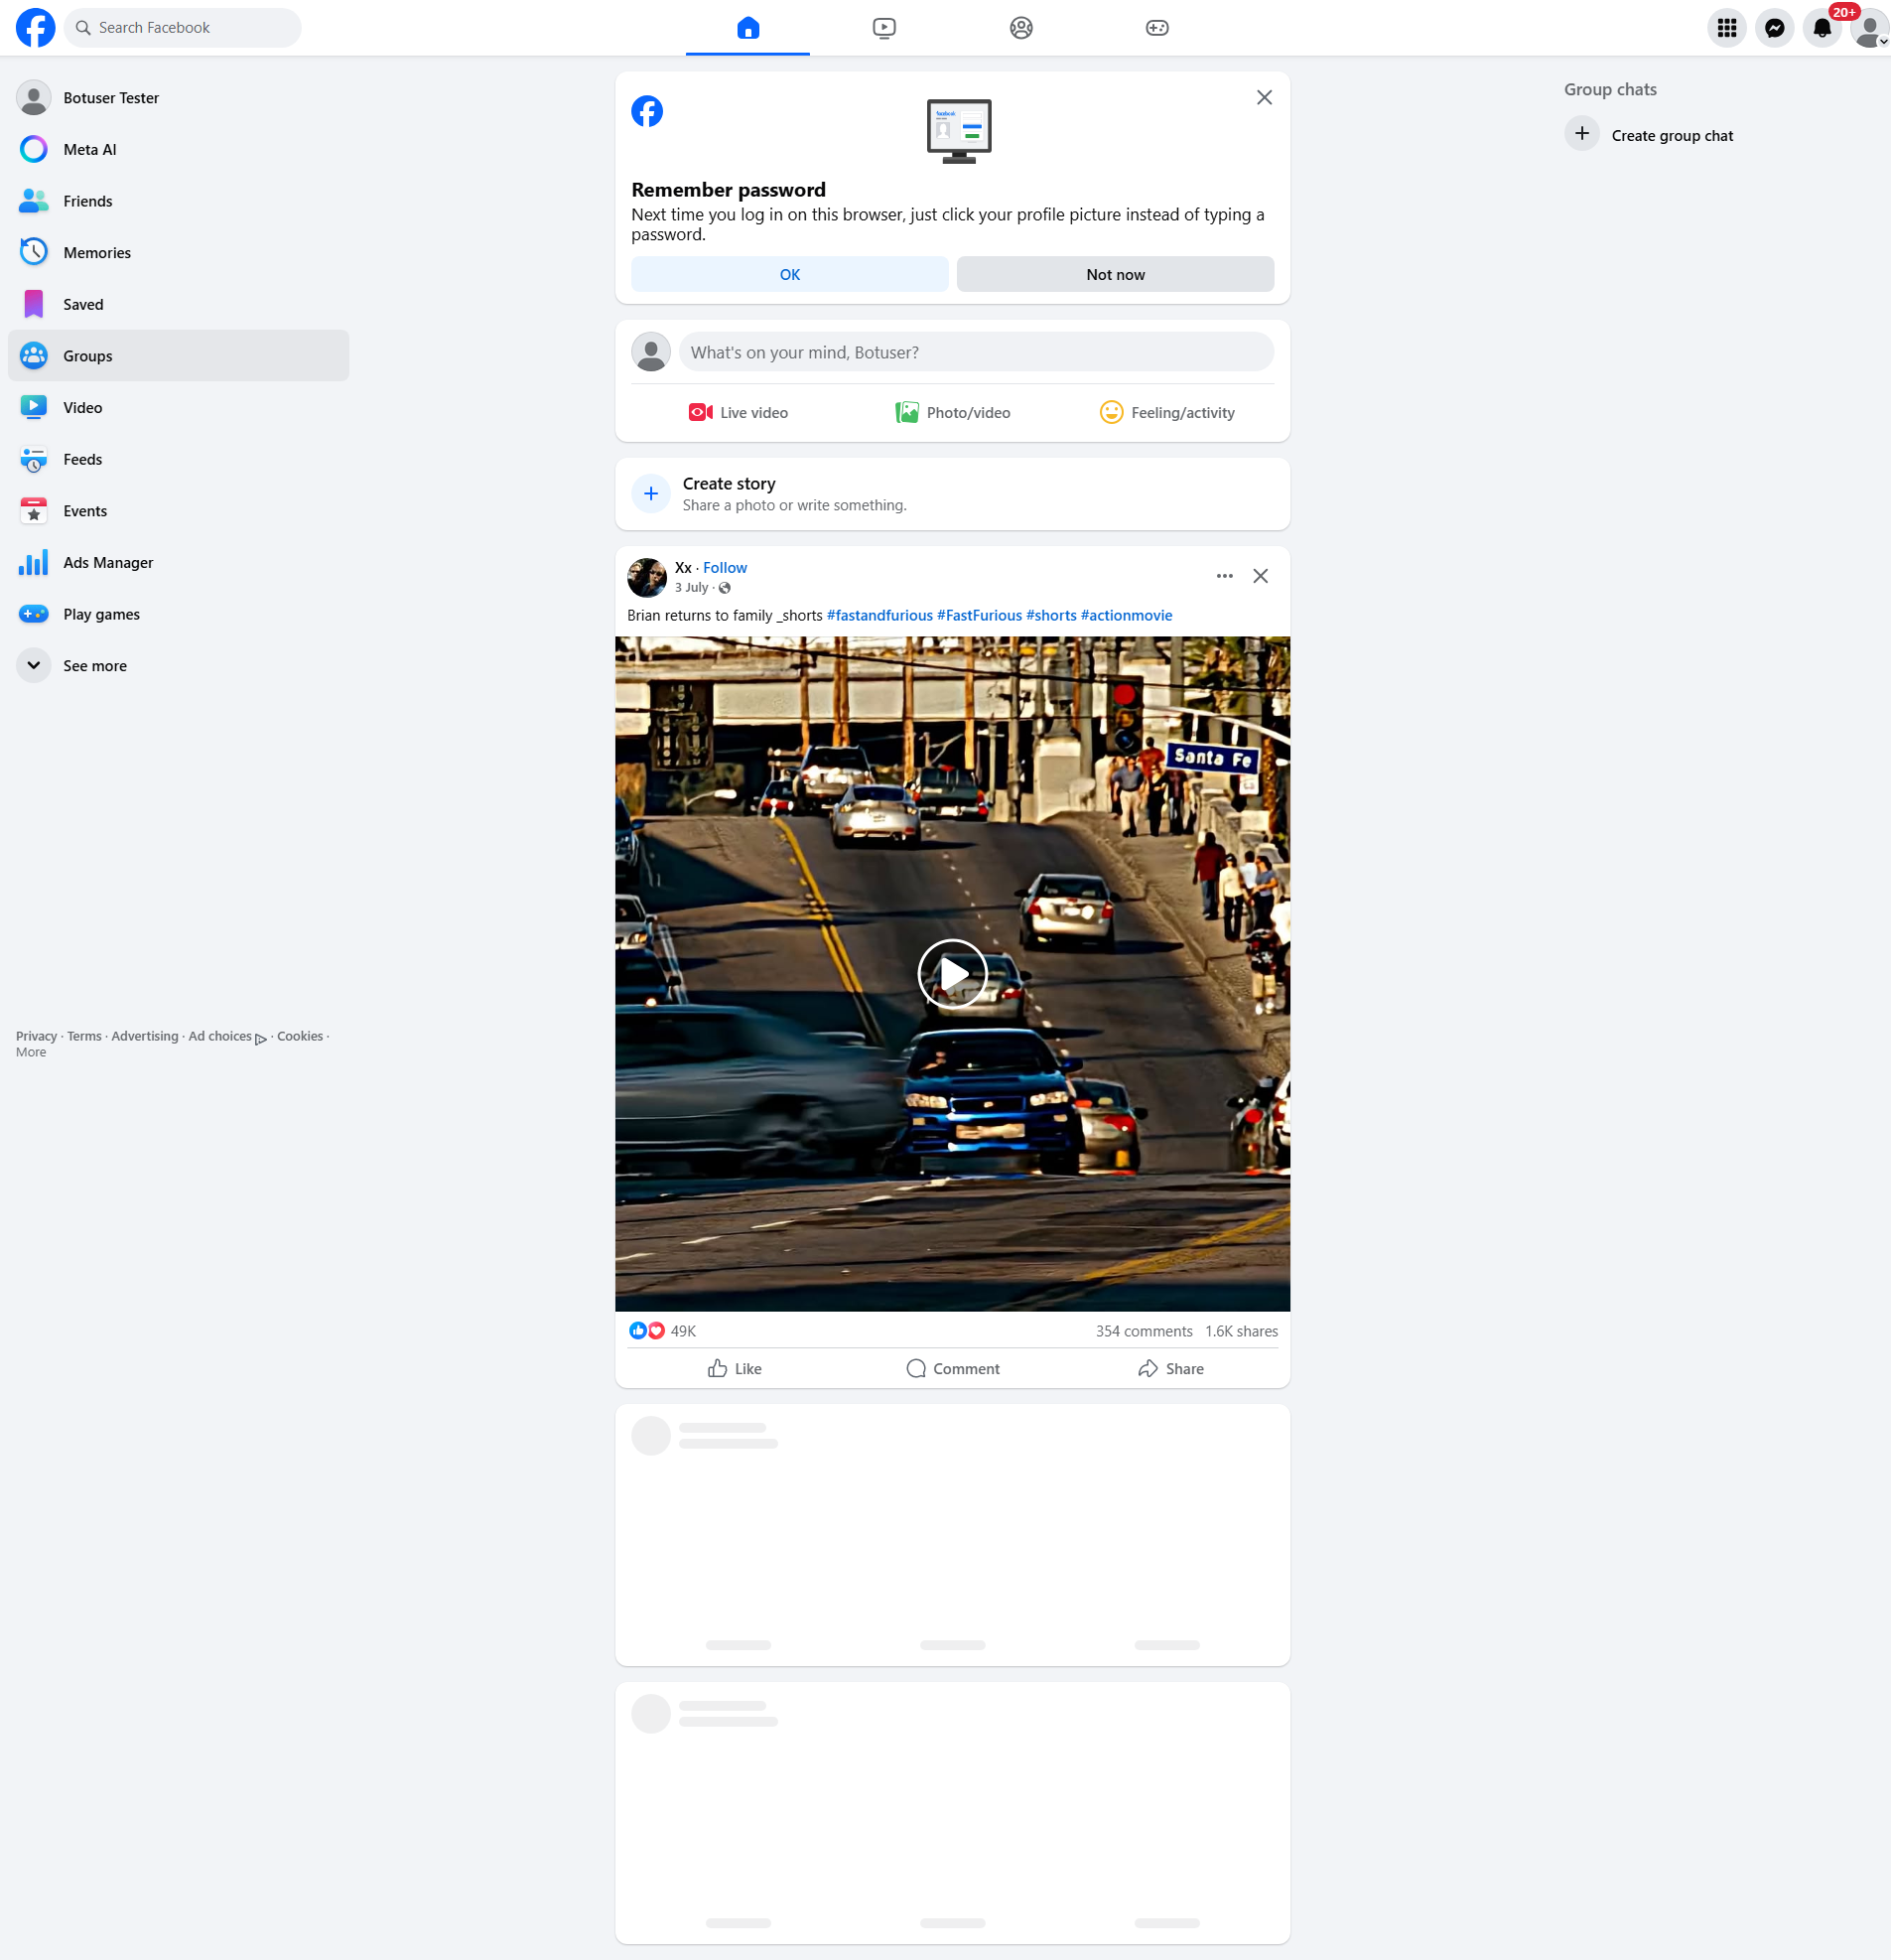 Search Facebook
20+
Botuser Tester
Meta AI
Friends
Memories
Saved
Groups
Video
Feeds
Events
Ads Manager
Play games
See more
Privacy · Terms · Advertising · Ad choices · Cookies ·
More
facebook
Remember password
Next time you log in on this browser, just click your profile picture instead of typing a
password.
OK
Not now
What's on your mind, Botuser?
Live video
Photo/video
Feeling/activity
Create story
Share a photo or write something.
Xx · Follow
3 July ·
Brian returns to family _shorts #fastandfurious #FastFurious #shorts #actionmovie
Santa Fe
49K
354 comments 1.6K shares
Like
Comment
Share
Group chats
Create group chat